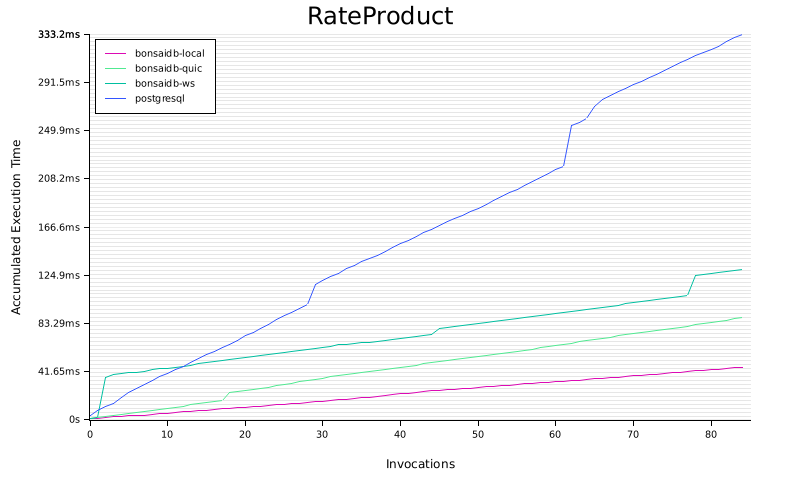 RateProduct
333.2ms
291.5ms
249.9ms
208.2ms
166.6ms
124.9ms
83.29ms
41.65ms
0s
Accumulated Execution Time
bonsaidb-local
bonsaidb-quic
bonsaidb-ws
postgresql
0 10 20 30 40 50 60 70 80
Invocations